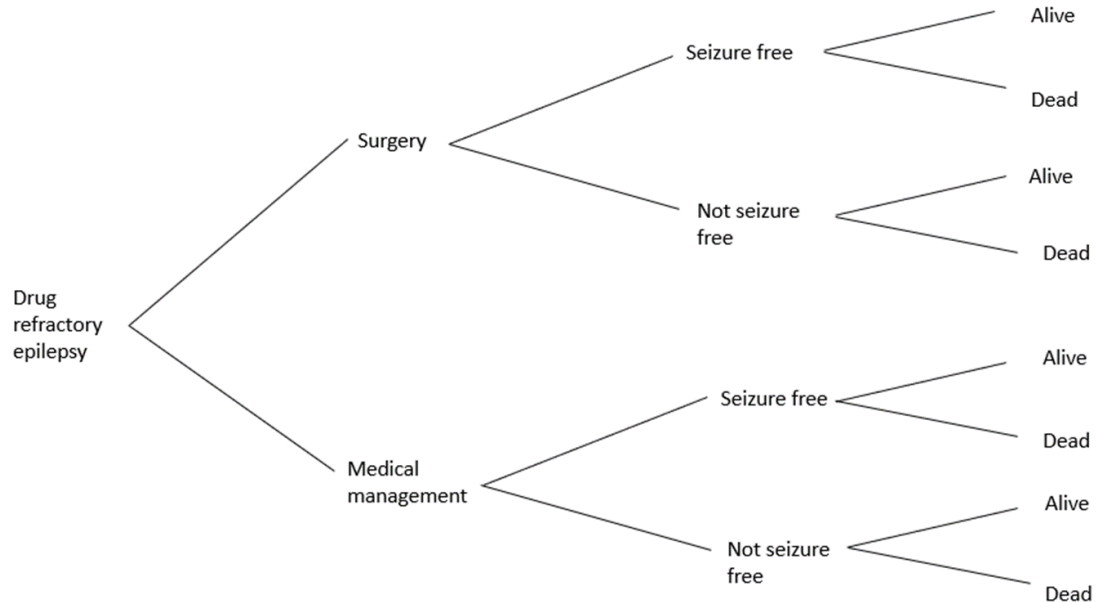 Alive
Seizure free
Dead
Surgery
Alive
Not seizure
free
Dead
Drug
refractory
epilepsy
Alive
Seizure free
Dead
Medical
management
Alive
Not seizure
free
Dead